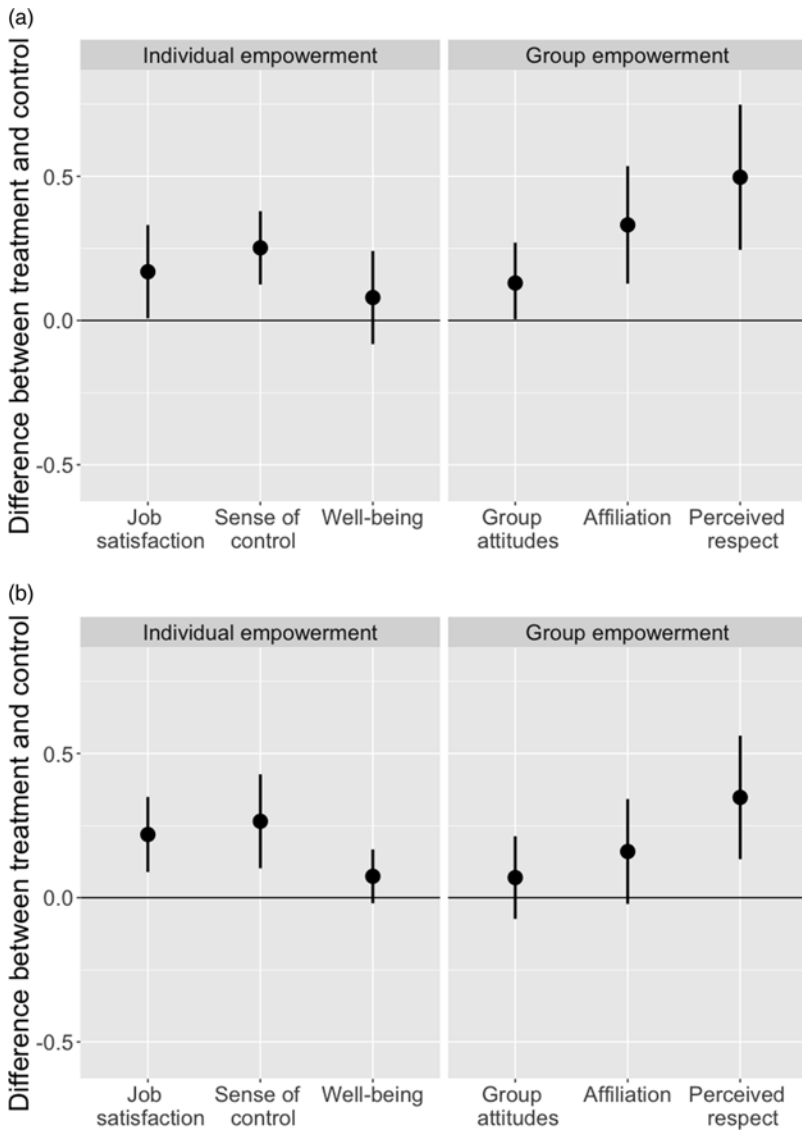 (a)
Individual empowerment
Group empowerment
Difference between treatment and control
0.5
0.0
-0.5
Job
satisfaction
Sense of
control
Well-being
Group
attitudes
Affiliation
Perceived
respect
(b)
Individual empowerment
Group empowerment
Difference between treatment and control
0.5
0.0
-0.5
Job
satisfaction
Sense of
control
Well-being
Group
attitudes
Affiliation
Perceived
respect